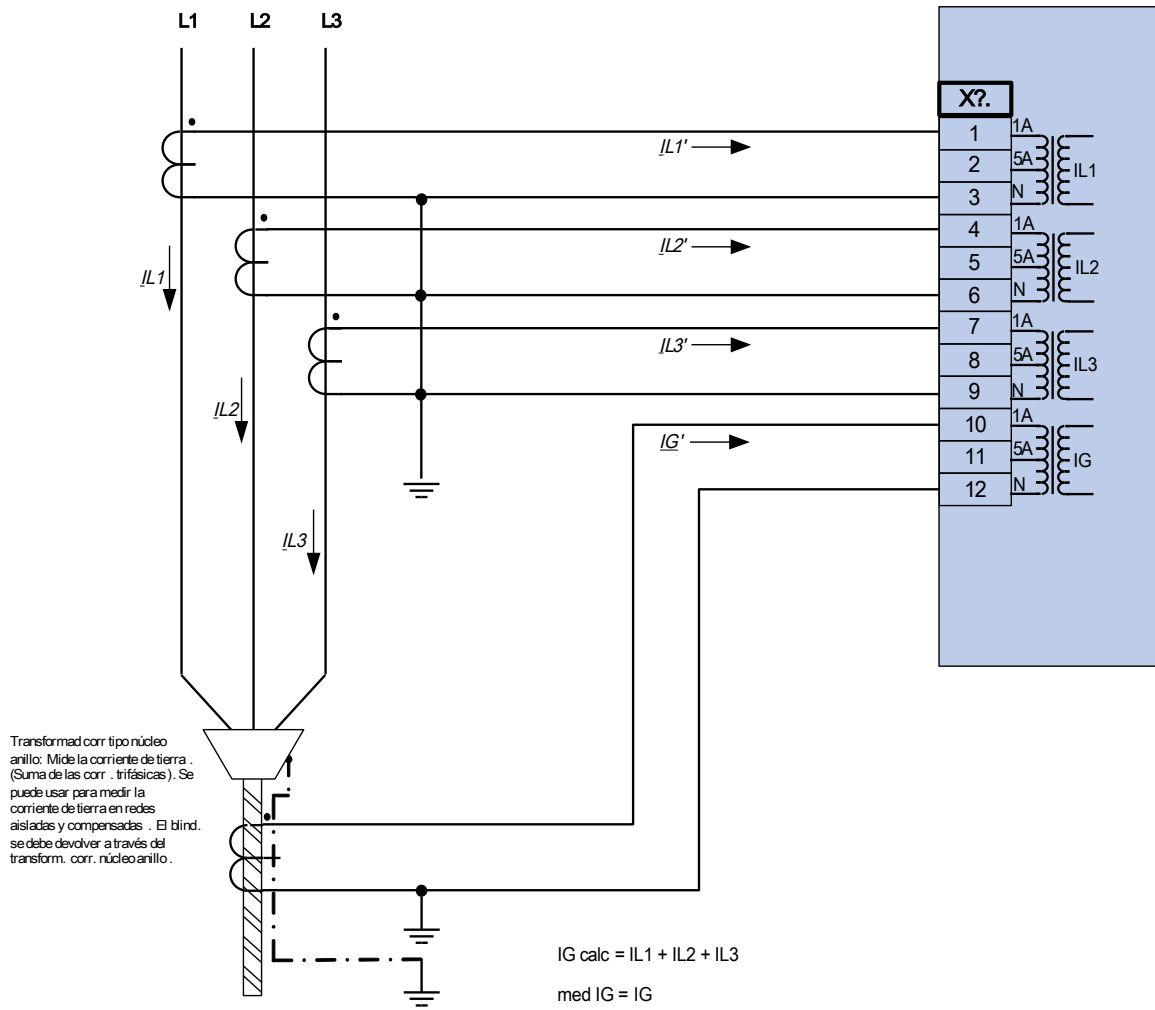 L1 L2 L3
X?.
1 1A
2 5A IL1
3 N
4 1A
5 5A IL2
6 N
7 1A
8 5A IL3
9 N
10 1A
11 5A IG
12 N
IL1'
IL2'
IL3'
IG'
IL1
IL2
IL3
Transformad corr tipo núcleo
anillo: Mide la corriente de tierra .
(Suma de las corr . trifásicas). Se
puede usar para medir la
corriente de tierra en redes
aisladas y compensadas . El blind.
se debe devolver a través del
transform. corr. núcleo anillo .
IG calc = IL1 + IL2 + IL3
med IG = IG